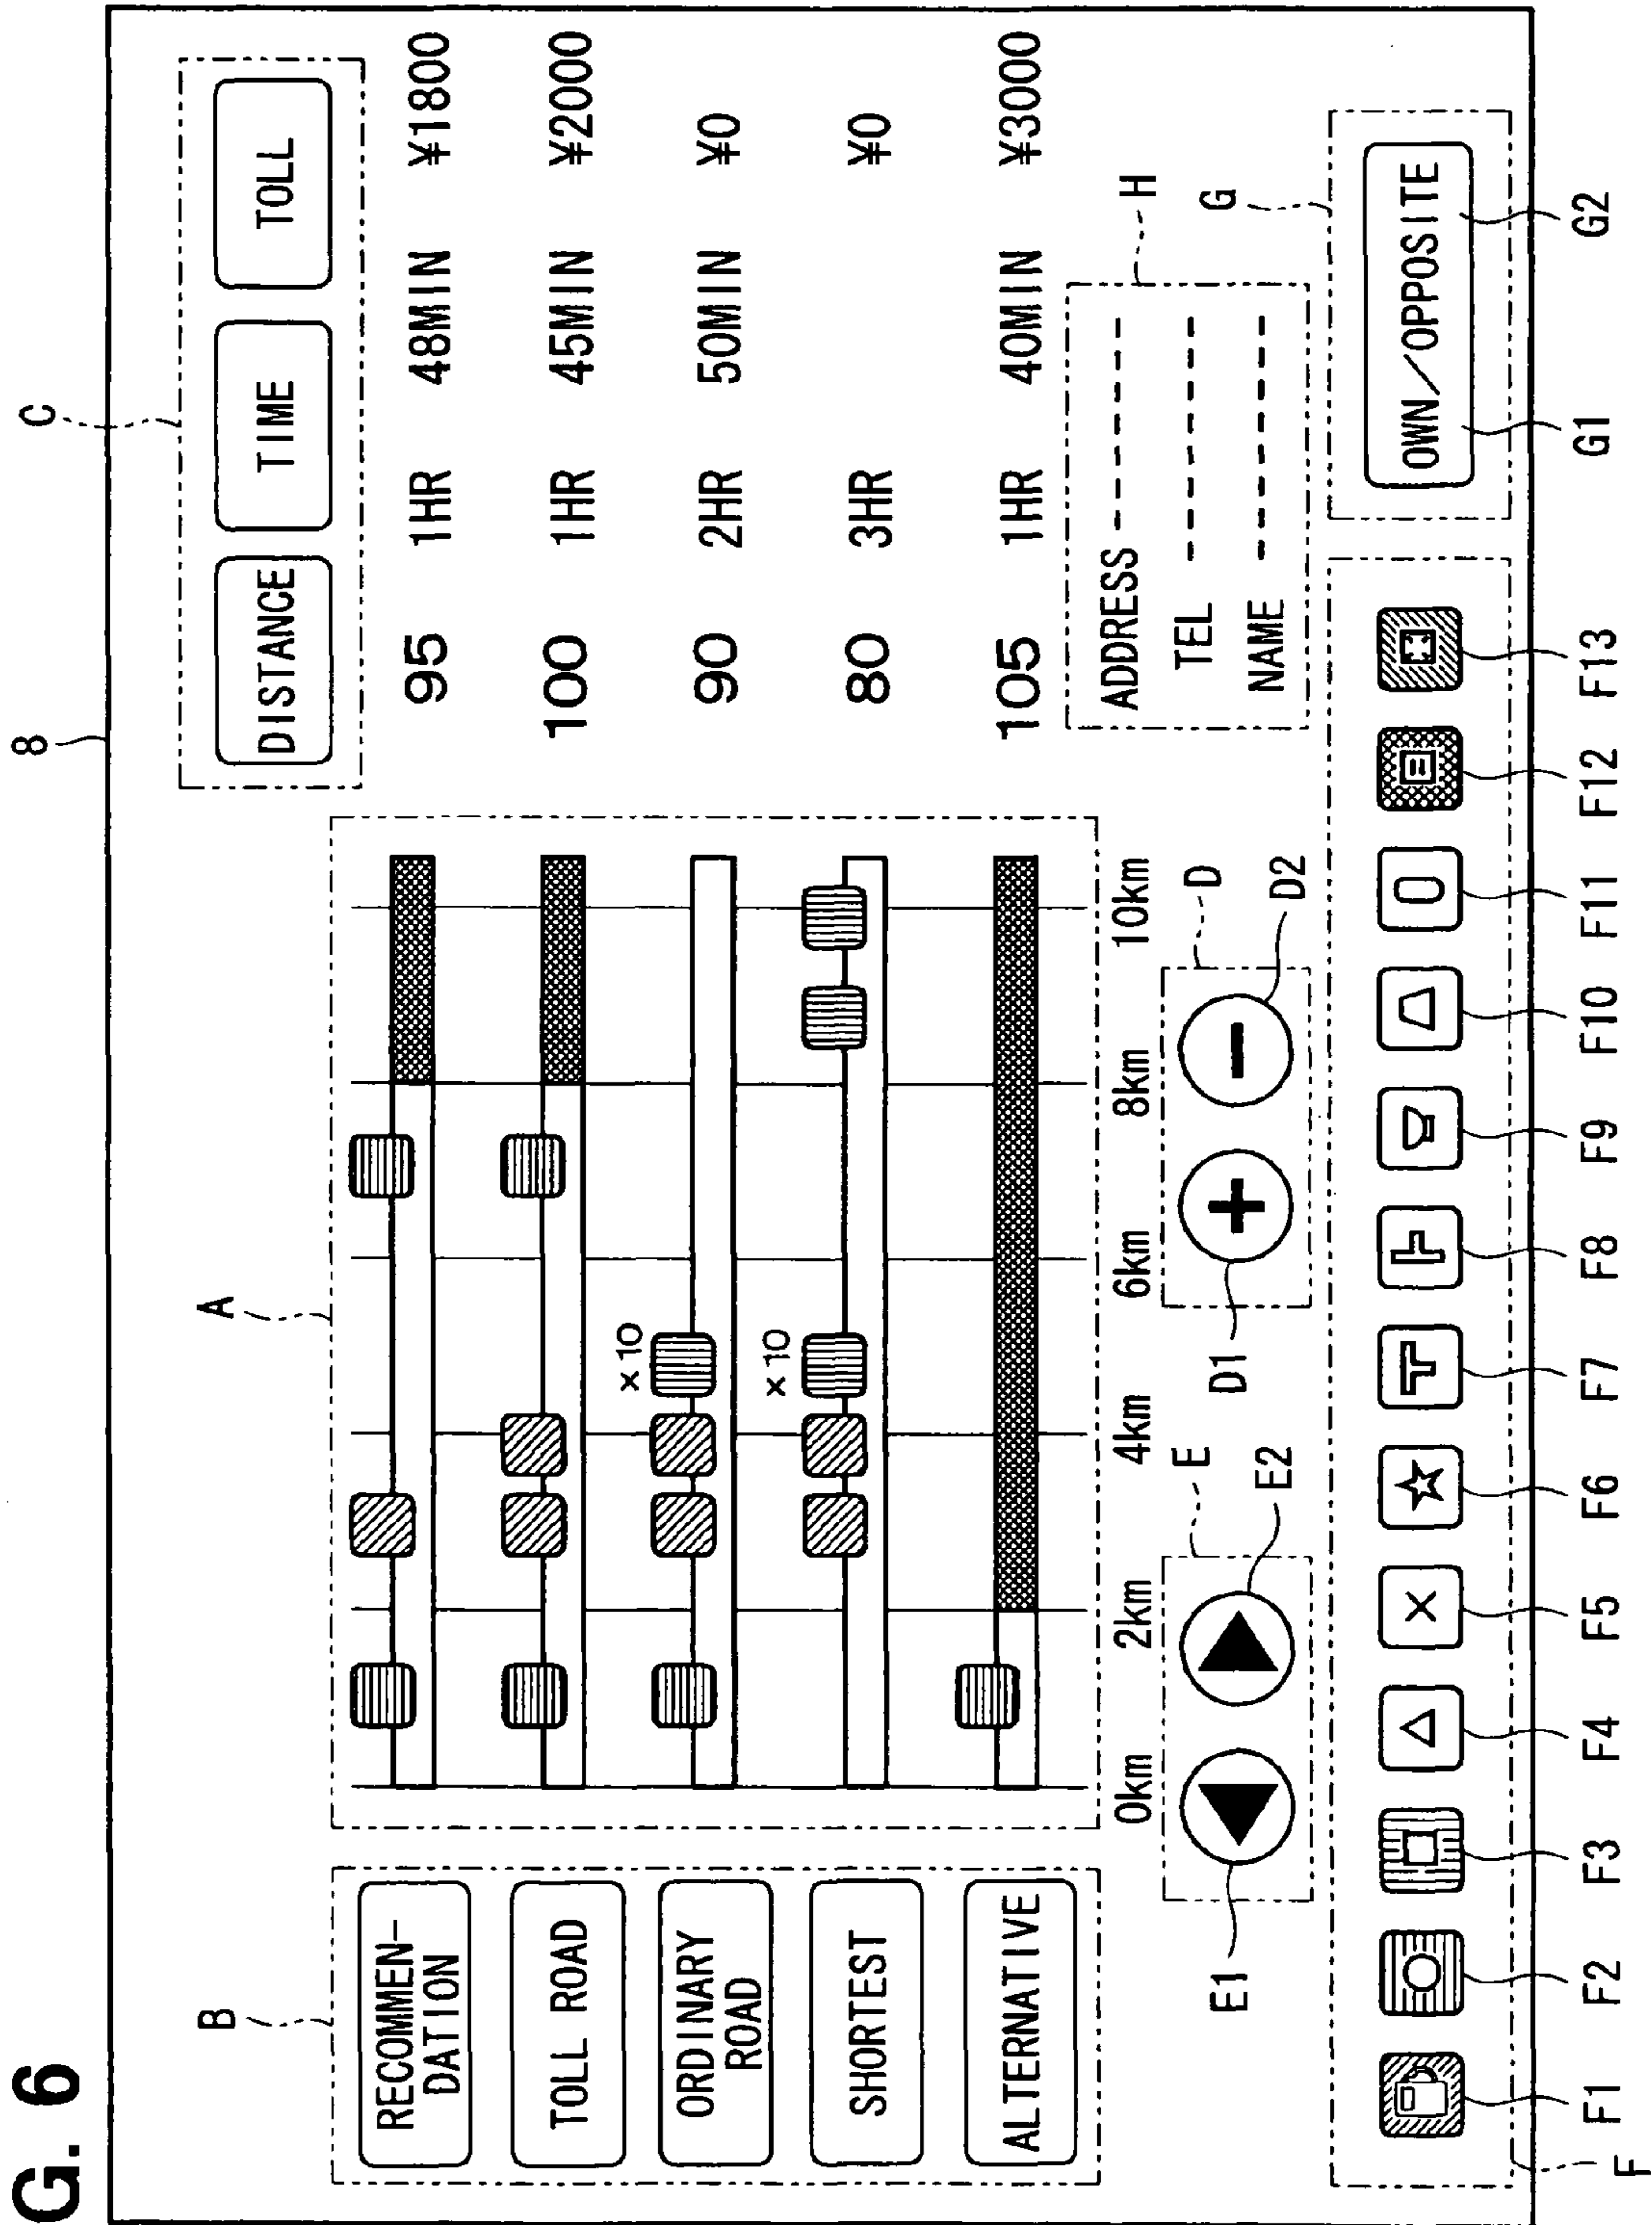 G. 6
8
C
DISTANCE TIME TOLL
A
B
RECOMMEN-
DATION
95 1HR 48MIN ¥1800
TOLL ROAD
100 1HR 45MIN ¥2000
ORDINARY
ROAD
×10
90 2HR 50MIN ¥0
SHORTEST
×10
80 3HR ¥0
ALTERNATIVE
105 1HR 40MIN ¥3000
0km 2km 4km 6km 8km 10km
E1 E E2 D1 D D2
ADDRESS --------
TEL --------
NAME --------
H
G
OWN/OPPOSITE
F F1 F2 F3 F4 F5 F6 F7 F8 F9 F10 F11 F12 F13 G1 G2